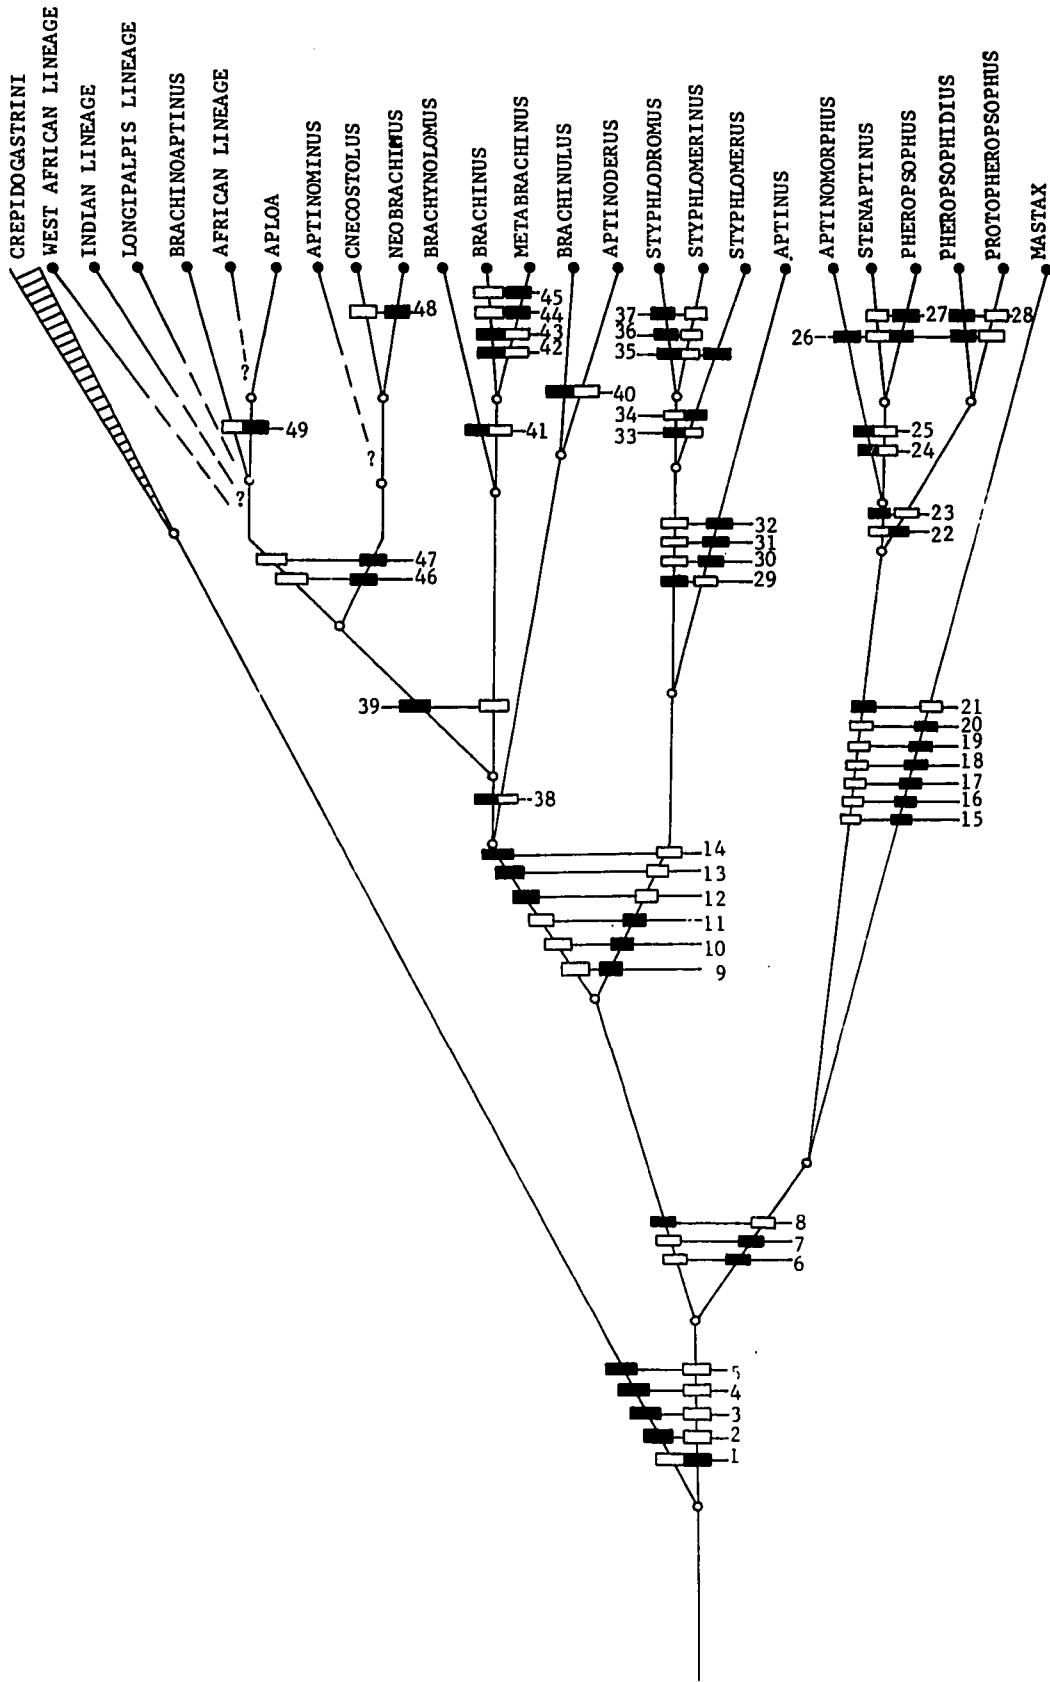 CREPIDOGASTRINI
WEST AFRICAN LINEAGE
INDIAN LINEAGE
LONGIPALPIS LINEAGE
BRACHINOAPTINUS
AFRICAN LINEAGE
APLOA
APTINOMINUS
CNECOSTOLUS
NEOBRACHIMUS
BRACHYNOLOMUS
BRACHINUS
METABRACHINUS
BRACHINULUS
APTINODERUS
STYPHLODROMUS
STYPHLOMERINUS
STYPHLOMERUS
APTINUS
APTINOMORPHUS
STENAPTINUS
PHEROPSOPHUS
PHEROPSOPHIDIUS
PROTOPHEROPSOPHUS
MASTAX
45
48
44
37
27
28
43
36
26
42
35
?
40
34
49
41
33
25
24
?
?
23
32
22
31
47
30
46
29
39
21
20
19
18
17
38
16
15
14
13
12
11
10
9
8
7
6
5
4
3
2
1